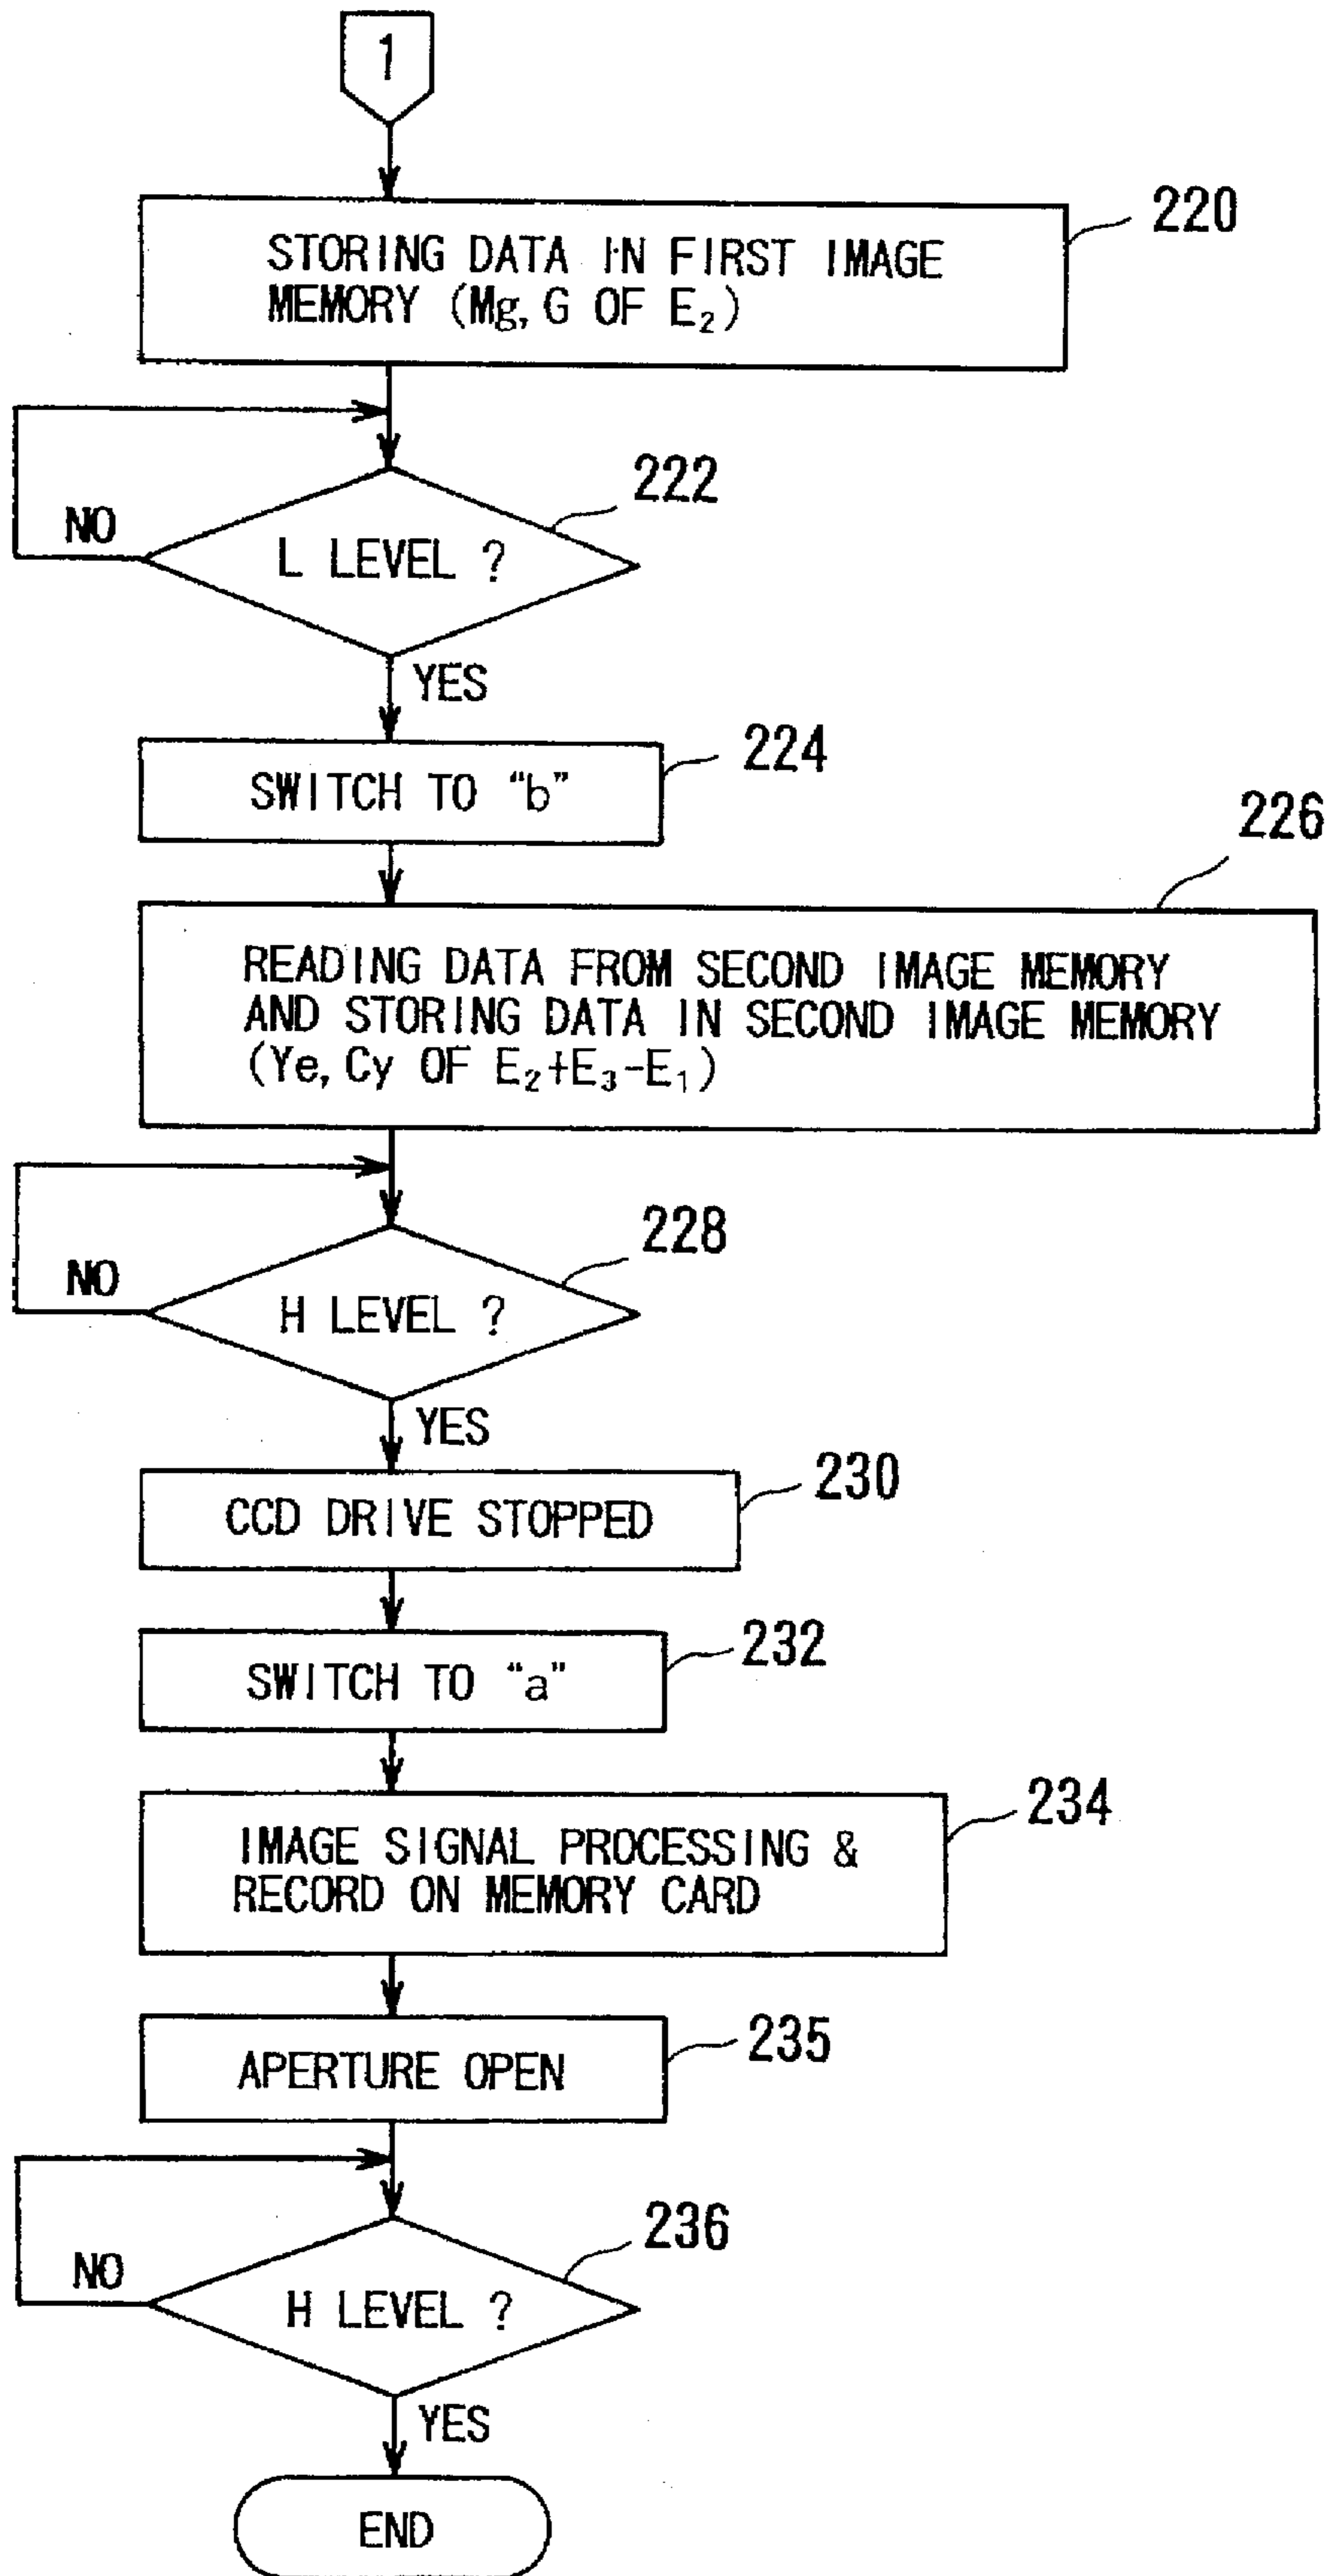 1
220
STORING DATA IN FIRST IMAGE
MEMORY (Mg, G OF E₂)
222
NO
L LEVEL ?
YES
224
SWITCH TO “b”
226
READING DATA FROM SECOND IMAGE MEMORY
AND STORING DATA IN SECOND IMAGE MEMORY
(Ye, Cy OF E₂+E₃-E₁)
228
NO
H LEVEL ?
YES
230
CCD DRIVE STOPPED
232
SWITCH TO “a”
234
IMAGE SIGNAL PROCESSING &
RECORD ON MEMORY CARD
235
APERTURE OPEN
236
NO
H LEVEL ?
YES
END